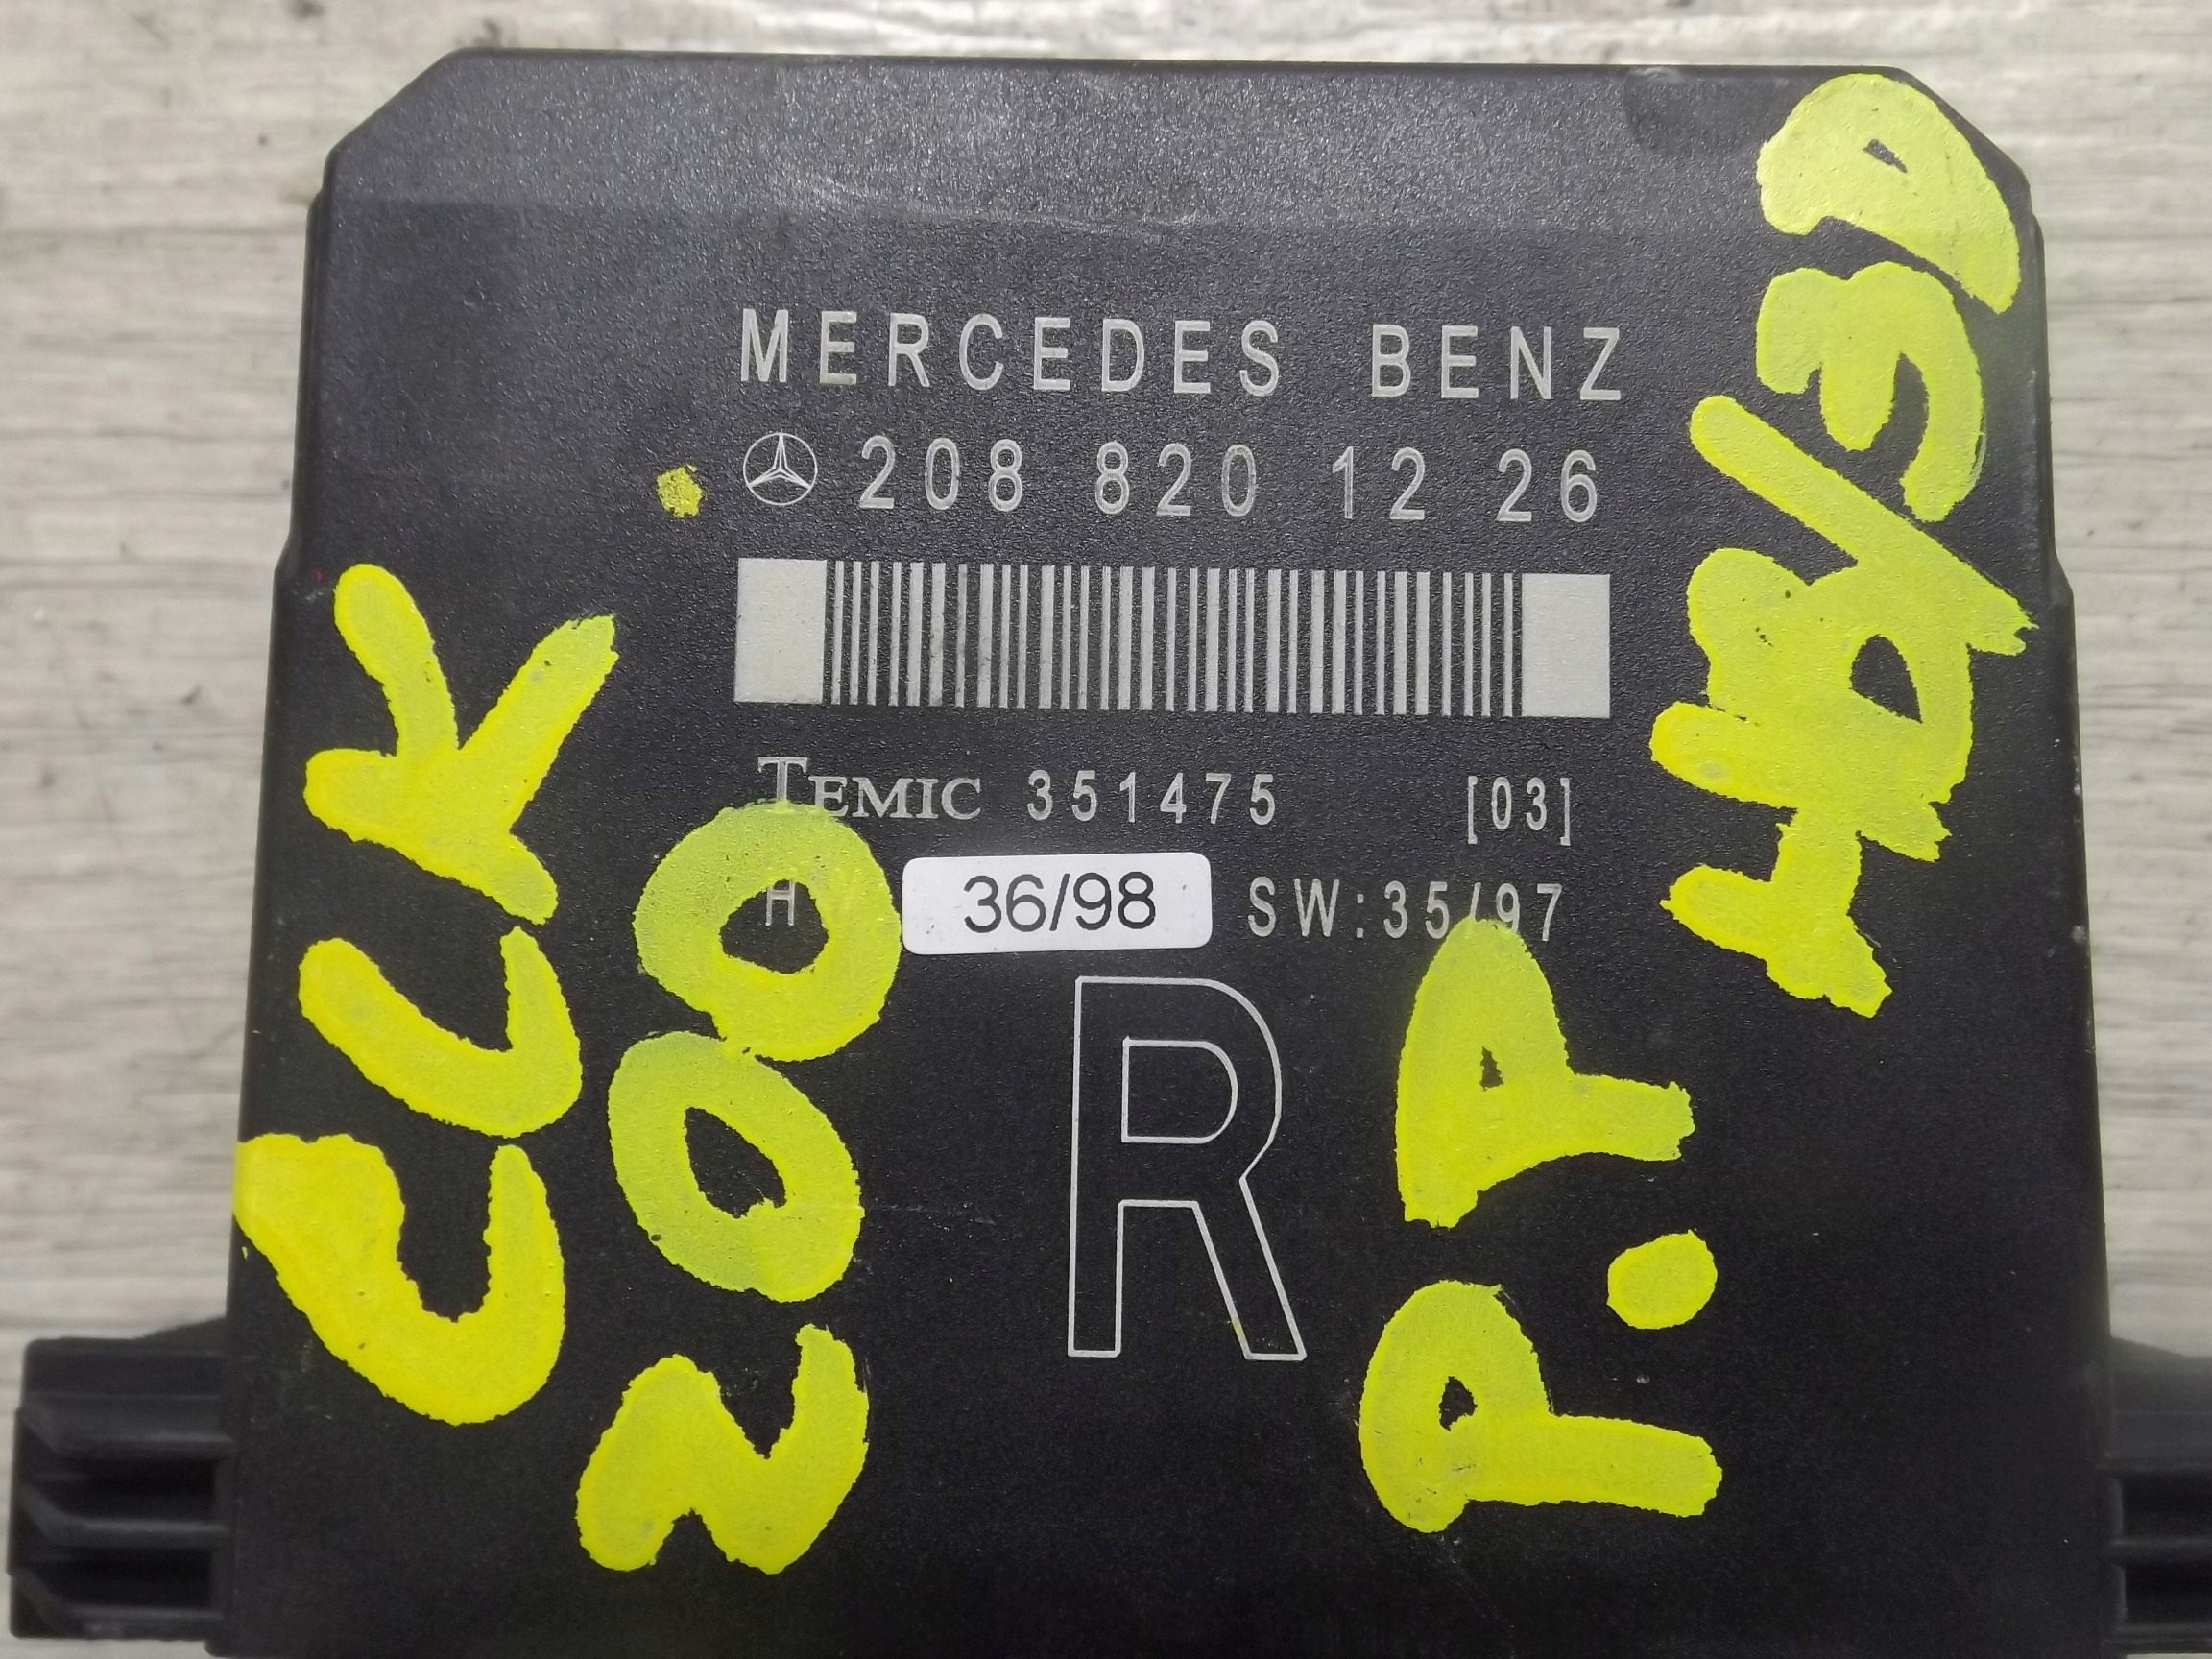 MERCEDES BENZ
208 820 12 26
TEMIC 351475 [03]
H 36/98 SW:35/97
R
CLK
200
P.P